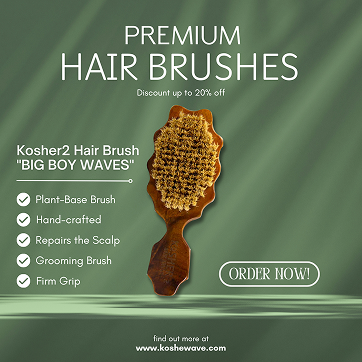 PREMIUM
HAIR BRUSHES
Discount up to 20% off
Kosher2 Hair Brush
"BIG BOY WAVES"
Plant-Base Brush
Hand-crafted
Repairs the Scalp
Grooming Brush
Firm Grip
ORDER NOW!
find out more at
www.koshewave.com